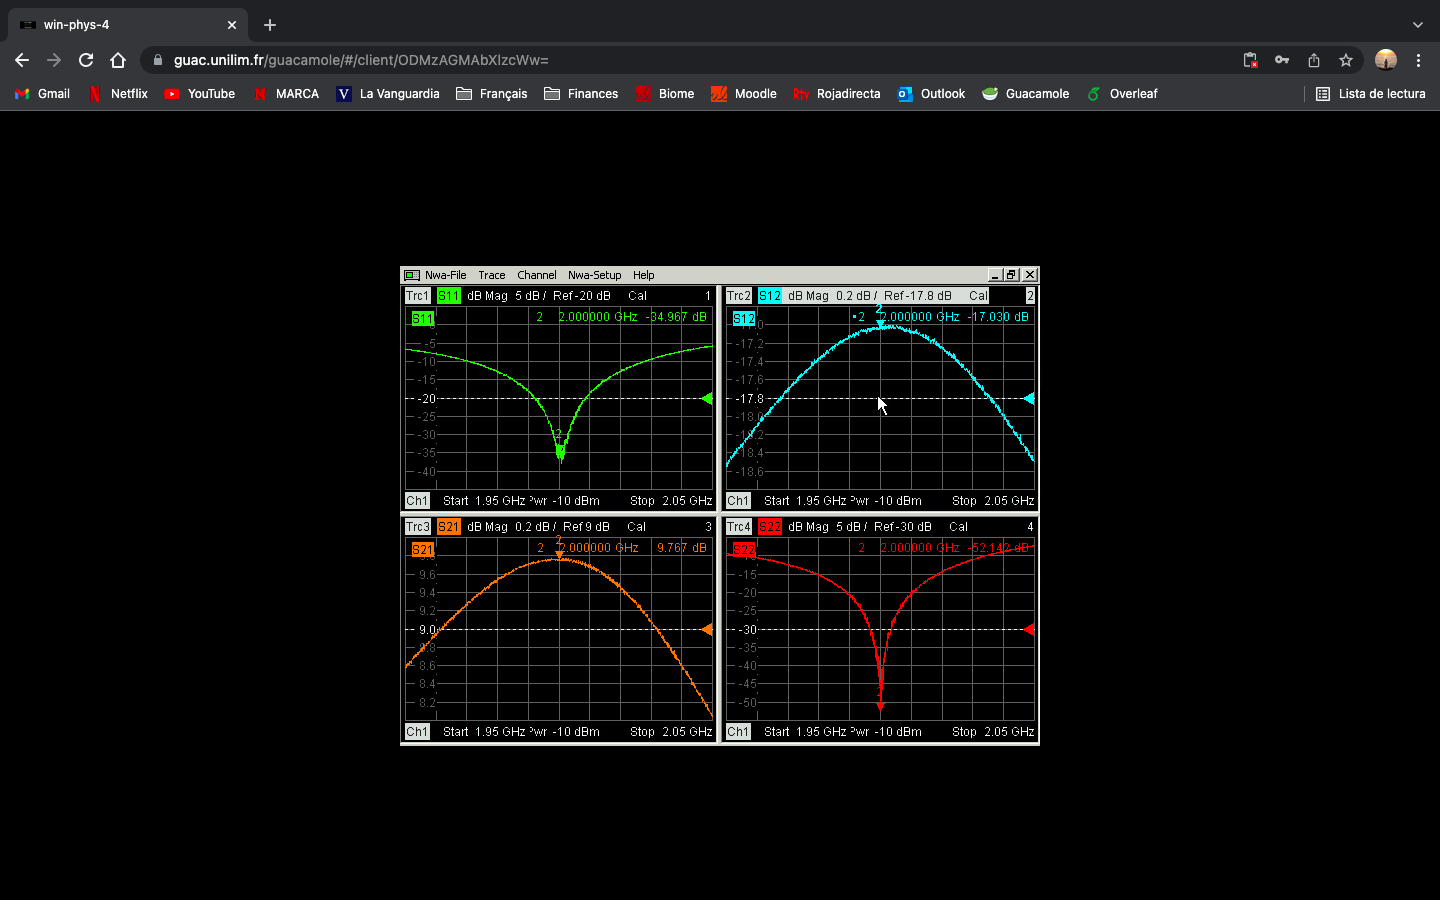 win-phys-4
guac.unilim.fr/guacamole/#/client/ODMzAGMAbXlzcWw=
Gmail Netflix YouTube MARCA La Vanguardia Français Finances Biome Moodle Rojadirecta Outlook Guacamole Overleaf Lista de lectura
Nwa-File Trace Channel Nwa-Setup Help
Trc1 S11 dB Mag 5 dB / Ref -20 dB Cal 1
S11 2 2.000000 GHz -34.967 dB
-5
-10
-15
-20
-25
-30
2
-35
-40
Ch1 Start 1.95 GHz Pwr -10 dBm Stop 2.05 GHz
Trc2 S12 dB Mag 0.2 dB / Ref -17.8 dB Cal 2
2
S12 •2 2.000000 GHz -17.030 dB
-17.2
-17.4
-17.6
-17.8
-18.0
-18.4
-18.6
Ch1 Start 1.95 GHz Pwr -10 dBm Stop 2.05 GHz
Trc3 S21 dB Mag 0.2 dB / Ref 9 dB Cal 3
2
S21 2 2.000000 GHz 9.767 dB
9.6
9.4
9.2
9.0
8.8
8.6
8.4
8.2
Ch1 Start 1.95 GHz Pwr -10 dBm Stop 2.05 GHz
Trc4 S22 dB Mag 5 dB / Ref -30 dB Cal 4
S22 2 2.000000 GHz -52.142 dB
-15
-20
-25
-30
-35
-40
-45
-50
Ch1 Start 1.95 GHz Pwr -10 dBm Stop 2.05 GHz